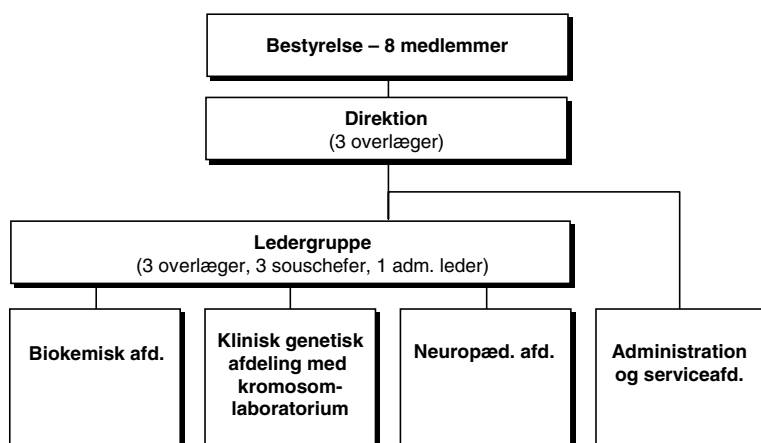 Bestyrelse – 8 medlemmer
Direktion
(3 overlæger)
Ledergruppe
(3 overlæger, 3 souschefer, 1 adm. leder)
Biokemisk afd.
Klinisk genetisk
afdeling med
kromosom-
laboratorium
Neuropæd. afd.
Administration
og serviceafd.